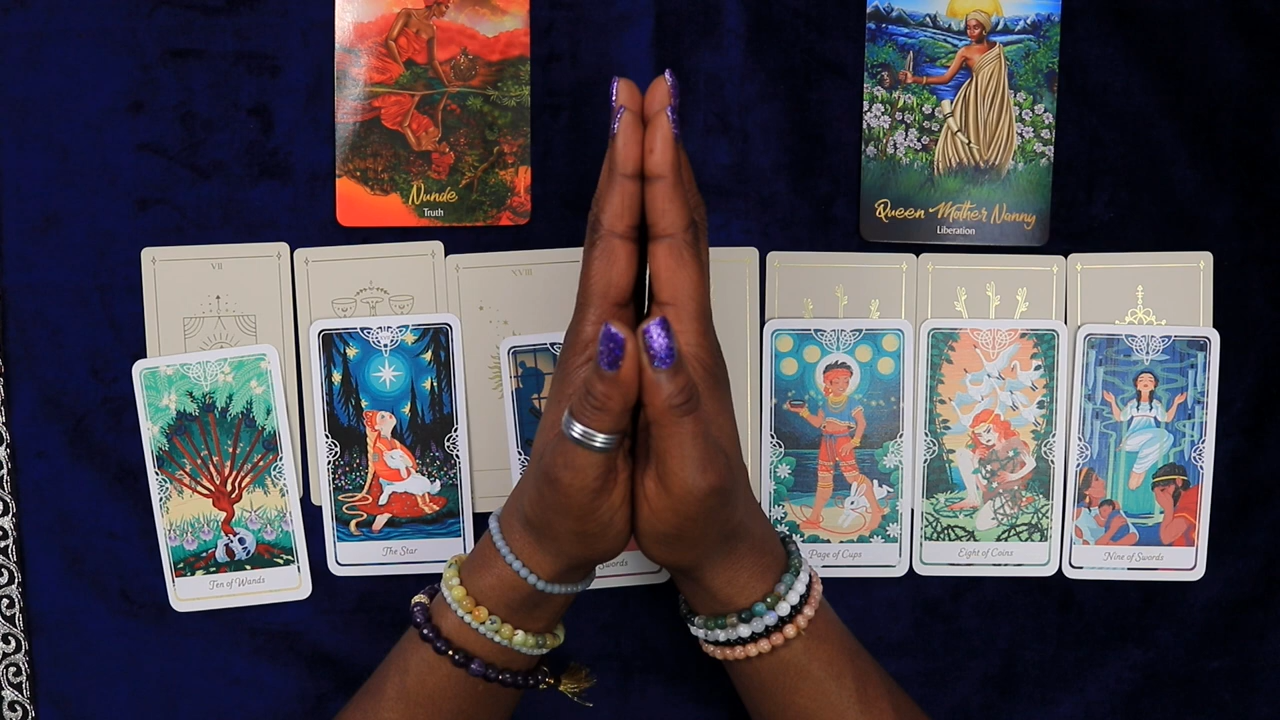 Nunde
Truth
Queen Mother Nanny
Liberation
VII
XVIII
Ten of Wands
The Star
Swords
Page of Cups
Eight of Coins
Nine of Swords